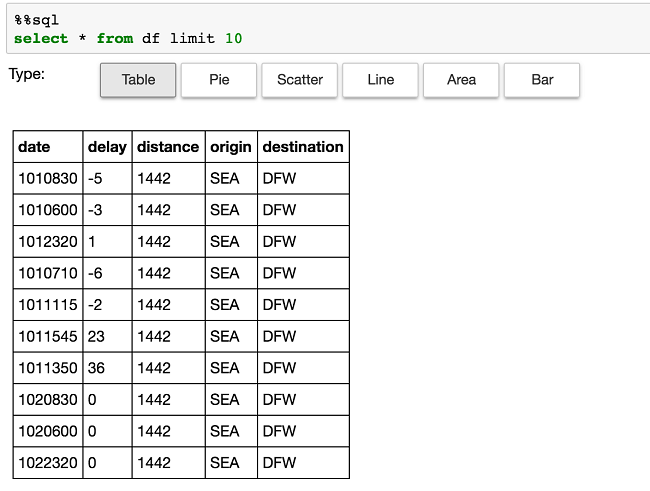 %%sql
select * from df limit 10
Type: Table Pie Scatter Line Area Bar
date delay distance origin destination
1010830 -5 1442 SEA DFW
1010600 -3 1442 SEA DFW
1012320 1 1442 SEA DFW
1010710 -6 1442 SEA DFW
1011115 -2 1442 SEA DFW
1011545 23 1442 SEA DFW
1011350 36 1442 SEA DFW
1020830 0 1442 SEA DFW
1020600 0 1442 SEA DFW
1022320 0 1442 SEA DFW